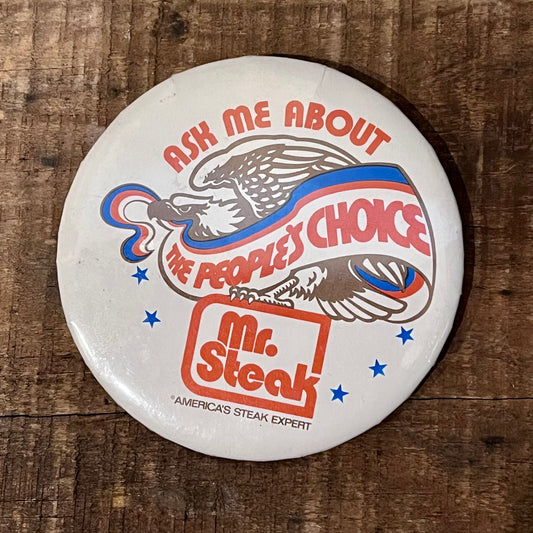 ASK ME ABOUT
THE PEOPLE'S CHOICE
Mr.
Steak
®AMERICA'S STEAK EXPERT